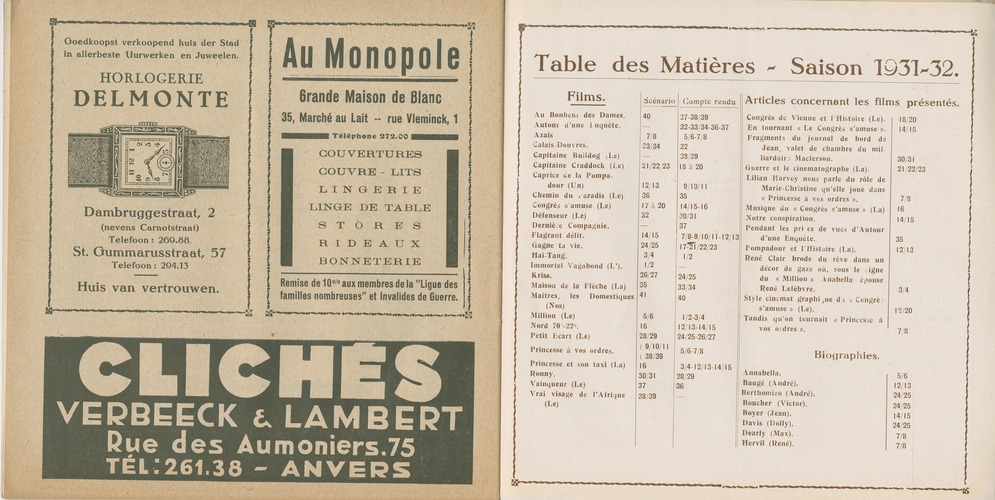 Goedkoopst verkoopend huis der Stad
in allerbeste Uurwerken en Juweelen.
HORLOGERIE
DELMONTE
Dambruggestraat, 2
(nevens Carnotstraat)
Telefoon: 269.88.
St. Gummarusstraat, 57
Telefoon: 294.13
Huis van vertrouwen.
Au Monopole
Grande Maison de Blanc
35, Marché au Lait -- rue Vleminck, 1
Téléphone 272.00
COUVERTURES
COUVRE - LITS
LINGERIE
LINGE DE TABLE
STORES
RIDEAUX
BONNETERIE
Remise de 10% aux membres de la "Ligue des
familles nombreuses" et Invalides de Guerre.
CLICHÉS
VERBEECK & LAMBERT
Rue des Aumoniers.75
TÉL: 261.38 - ANVERS
Table des Matières - Saison 1931-32.
Films. Scénario Compte rendu
Au Bonheur des Dames. 40 37-38/39
Autour d'une Enquête. — 32-33/34-36-37
Azaïs 7/8 5/6-7/8
Calais-Douvres. 33/34 32
Capitaine Bulldog (Le) — 38/39
Capitaine Craddock (Le) 21/22/23 18 à 20
Caprice de la Pompa-
dour (Un) 12/13 9/10/11
Chemin du Paradis (Le) 36 35
Congrès s'amuse (Le) 17 à 20 14/15-16
Défenseur (Le) 32 30/31
Dernière Compagnie. — 37
Flagrant délit. 14/15 7/8-9/10/11-12/13
Gagne ta vie. 24/25 17-21/22/23
Haï-Tang. 3/4 1/2
Immortel Vagabond (L'). 1/2 —
Kriss. 26/27 24/25
Maison de la Flèche (La) 35 33/34
Maîtres, les Domestiques 41 40
(Nos)
Million (Le) 5/6 1/2-3/4
Nord 70°-22°. 16 12/13-14/15
Petit Ecart (Le) 28/29 24/25-26/27
Princesse à vos ordres. ( 9/10/11 5/6-7/8
( 38/39
Princesse et son taxi (La) 16 3/4-12/13-14/15
Ronny. 30/31 28/29
Vainqueur (Le) 37 36
Vrai visage de l'Afrique 38/39 —
(Le)
Articles concernant les films présentés.
Congrès de Vienne et l'Histoire (Le). 18/20
En tournant « Le Congrès s'amuse ». 14/15
Fragments du journal de bord de
Jean, valet de chambre du mil-
liardaire Macferson. 30/31
Guerre et le cinematographe (La). 21/22/23
Lilian Harvey nous parle du rôle de
Marie-Christine qu'elle joue dans
« Princesse à vos ordres ». 7/8
Musique du « Congrès s'amuse » (La) 16
Notre conspiration. 14/15
Pendant les prises de vues d'Autour
d'une Enquête. 35
Pompadour et l'Histoire (La). 12/13
René Clair brode du rêve dans un
décor de gaze où, sous le signe
du « Million » Anabella épouse
René Lefèbvre. 3/4
Style cinématographique du « Congrès
s'amuse » (Le). 18/20
Tandis qu'on tournait « Princesse à
vos ordres ». 7/8
Biographies.
Annabella. 5/6
Baugé (André). 12/13
Berthomieu (André). 24/25
Boucher (Victor). 24/25
Boyer (Jean). 14/15
Davis (Dolly). 24/25
Dearly (Max). 7/8
Hervil (René). 7/8